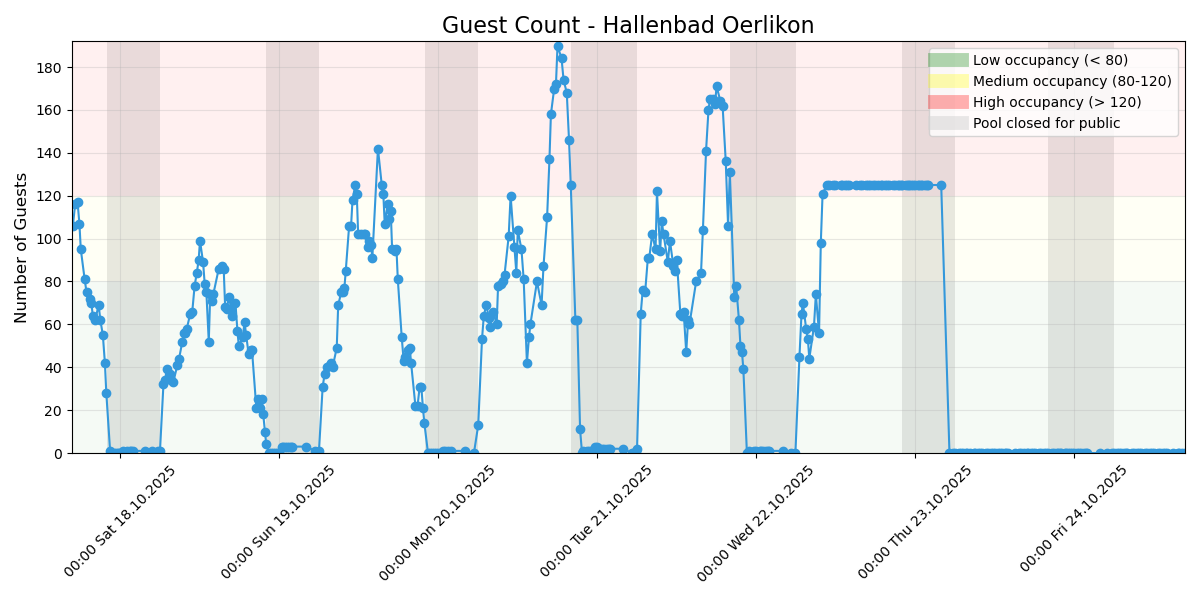 Guest Count - Hallenbad Oerlikon
Number of Guests
180
160
140
120
100
80
60
40
20
0
Low occupancy (< 80)
Medium occupancy (80-120)
High occupancy (> 120)
Pool closed for public
00:00 Sat 18.10.2025
00:00 Sun 19.10.2025
00:00 Mon 20.10.2025
00:00 Tue 21.10.2025
00:00 Wed 22.10.2025
00:00 Thu 23.10.2025
00:00 Fri 24.10.2025